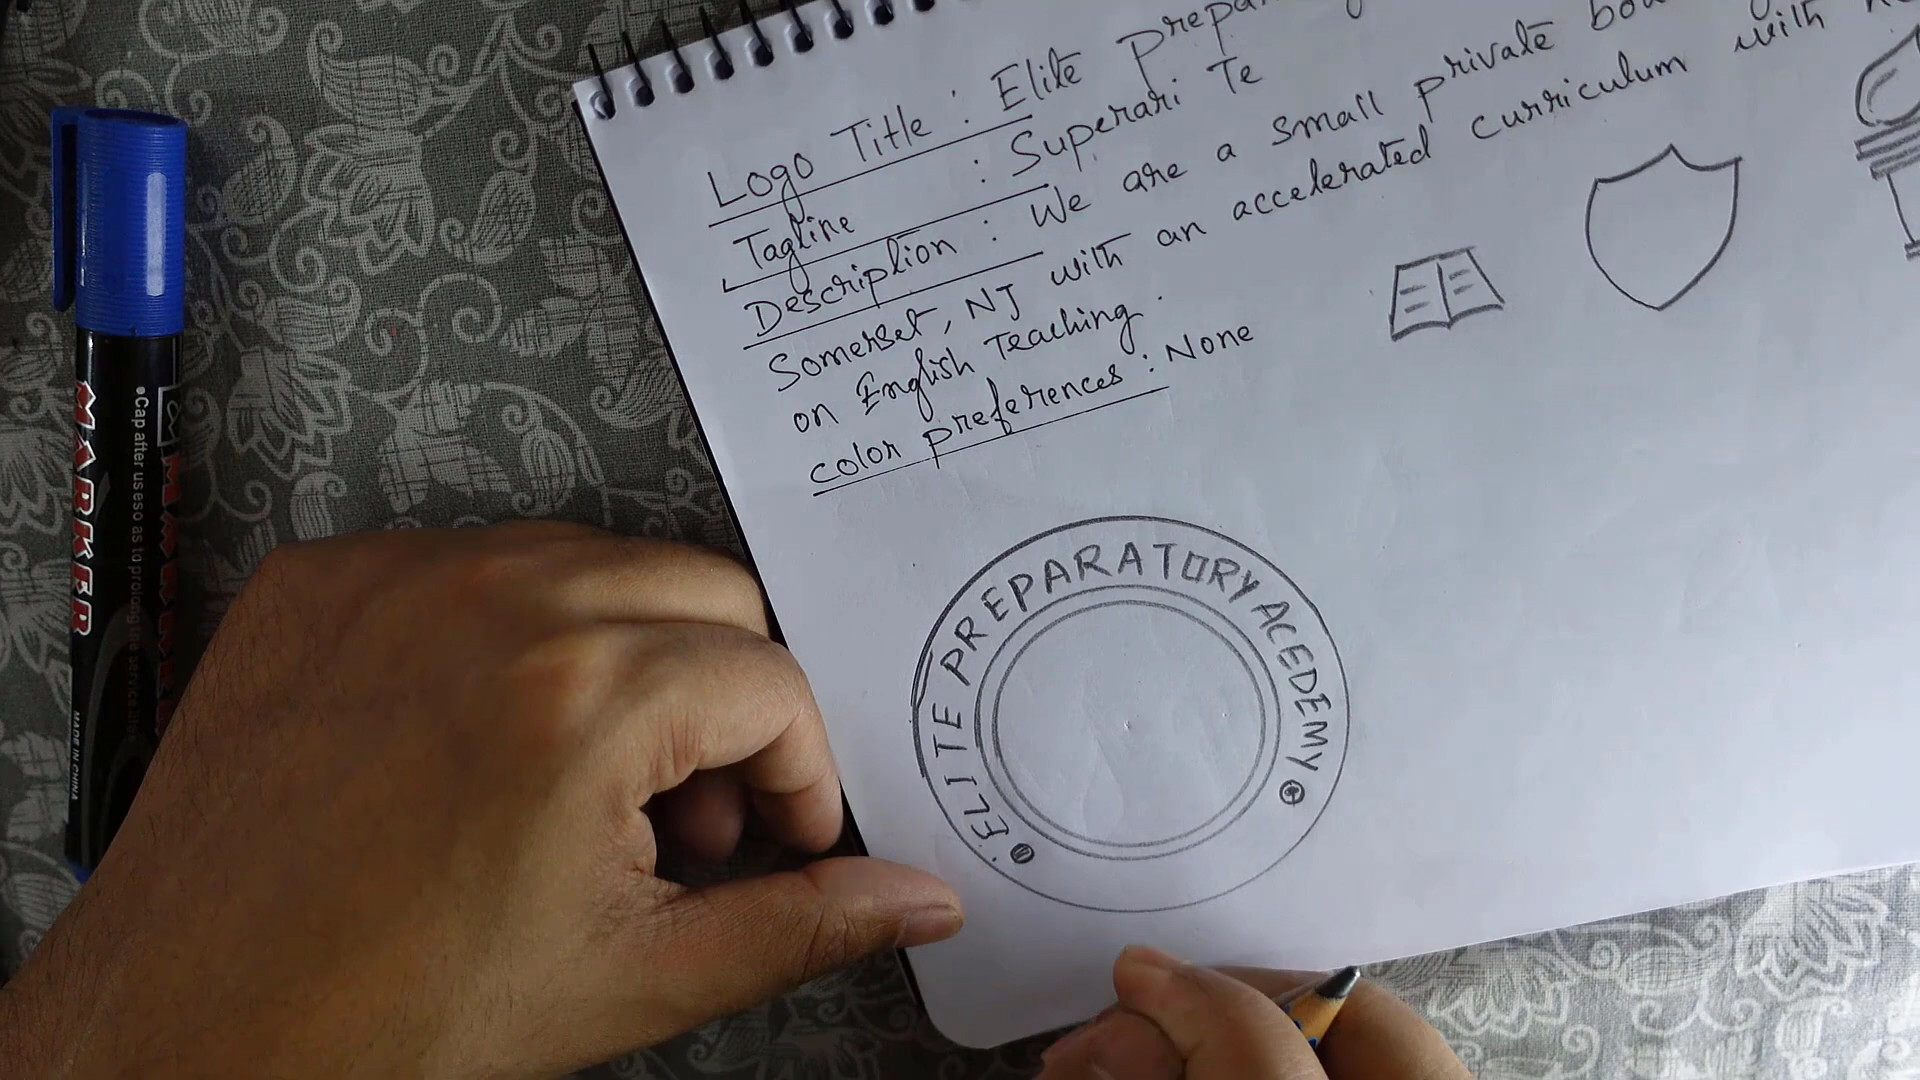 Logo Title : Elite Prepar
Tagline : Superari Te
Description : We are a small private boa
Somerset, NJ with an accelerated curriculum with
on English Teaching.
color preferences : None
ELITE PREPARATORY ACEDEMY
MARKER
•Cap after use so as to prolong the service life
MADE IN CHINA